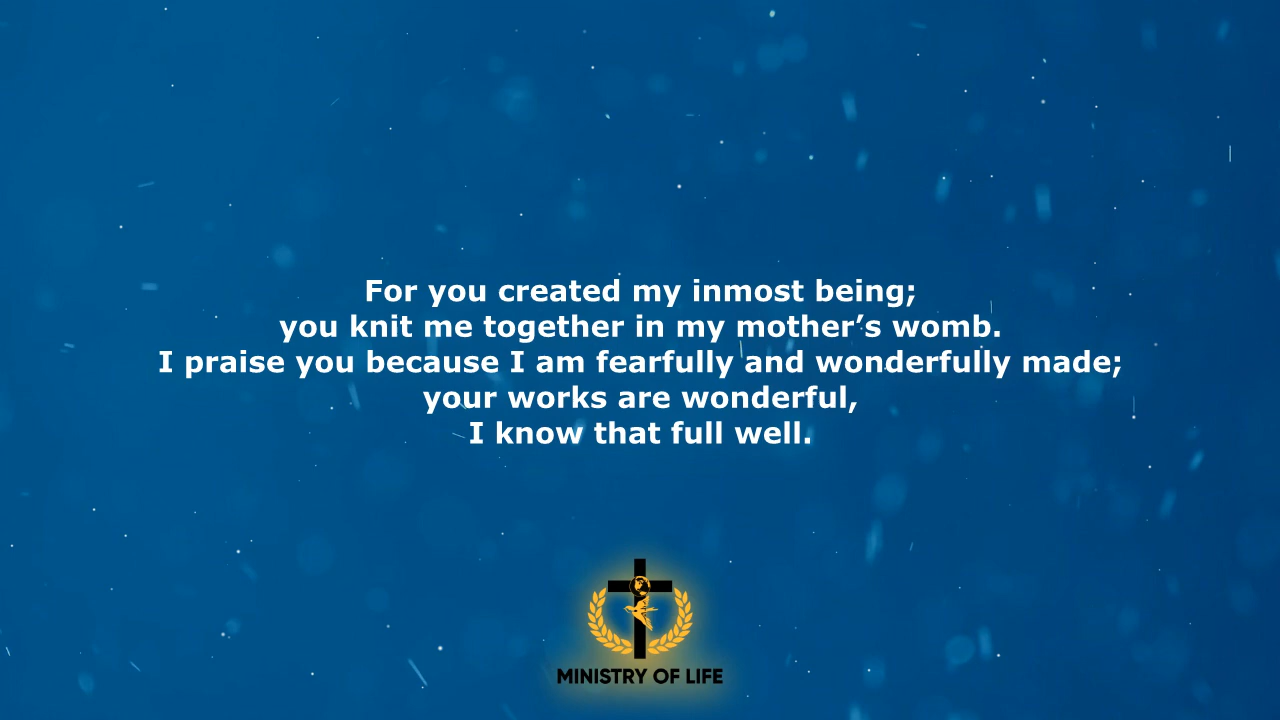 For you created my inmost being;
you knit me together in my mother’s womb.
I praise you because I am fearfully and wonderfully made;
your works are wonderful,
I know that full well.
MINISTRY OF LIFE